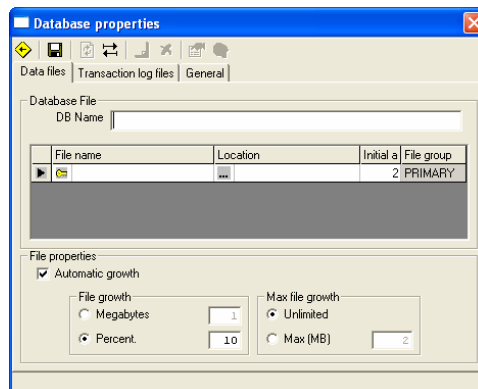 Database properties
Data files Transaction log files General
Database File
DB Name
File name Location Initial a File group
2 PRIMARY
File properties
Automatic growth
File growth Max file growth
Megabytes 1 Unlimited
Percent. 10 Max (MB) 2